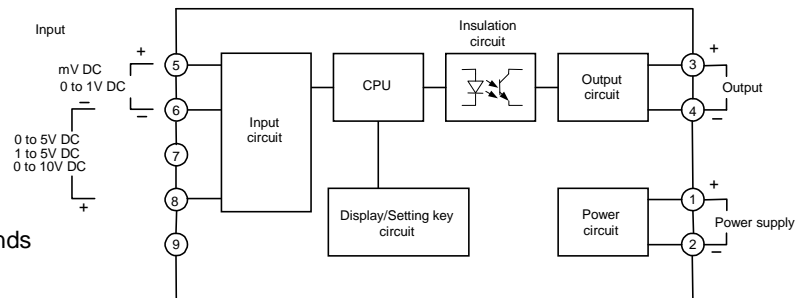 Input
Insulation
circuit
+
5
mV DC
0 to 1V DC
−
6
−
0 to 5V DC
1 to 5V DC
0 to 10V DC
+
7
8
9
Input
circuit
CPU
Output
circuit
3
+
Output
4
−
Display/Setting key
circuit
Power
circuit
1
+
Power supply
2
−
nds